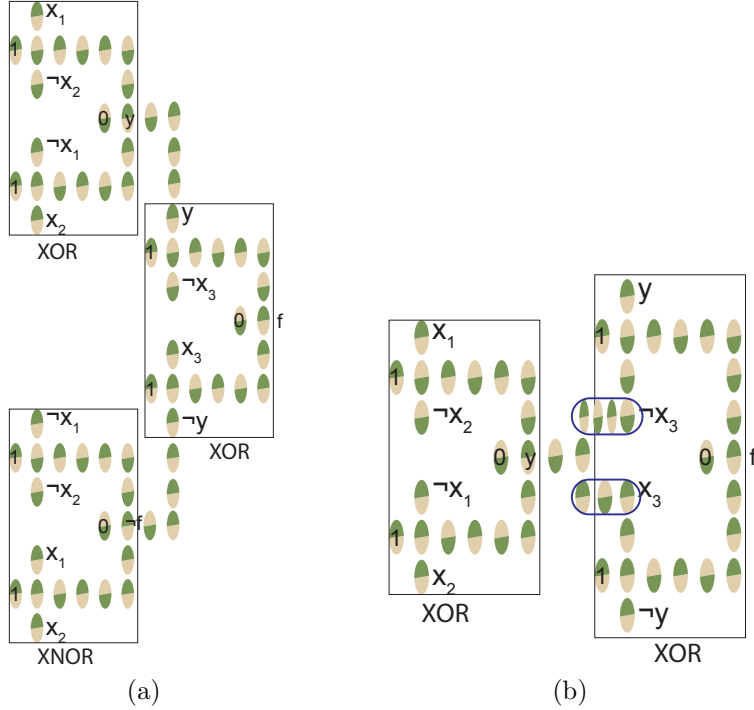 x₁
1
¬x₂
0 y
¬x₁
1
x₂
XOR
y
1
¬x₃
0 f
x₃
1
¬y
XOR
¬x₁
1
¬x₂
0 ¬f
x₁
1
x₂
XNOR
(a)
x₁
1
¬x₂
0 y
¬x₁
1
x₂
XOR
y
1
¬x₃
0 f
x₃
1
¬y
XOR
(b)